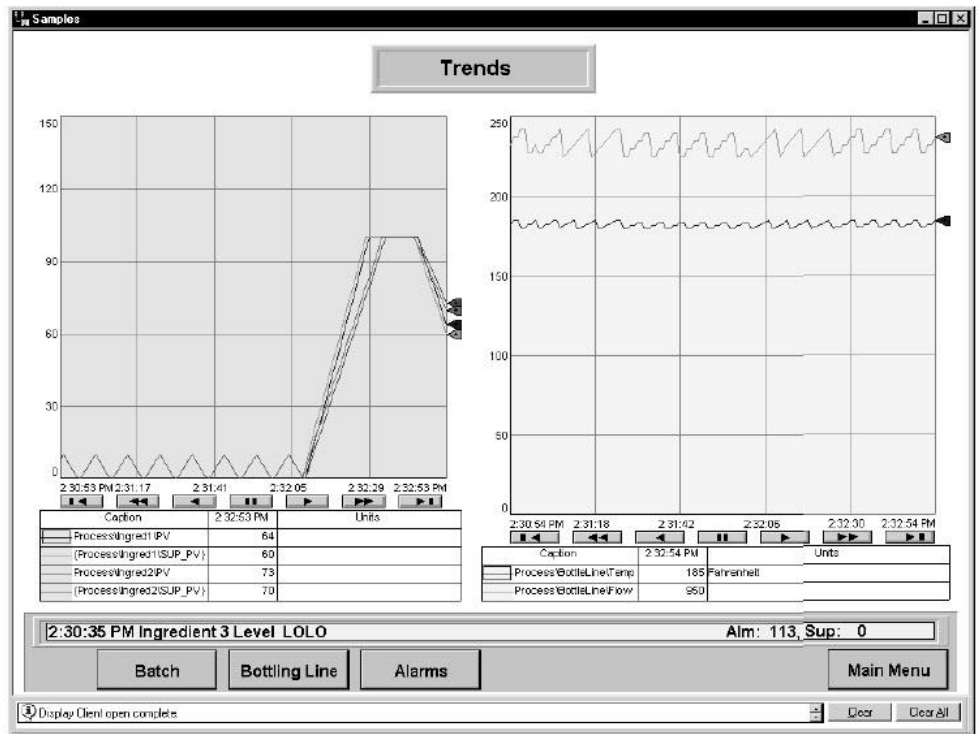 Samples
Trends
150
120
90
60
30
0
2:30:53 PM 2:31:17 2:31:41 2:32:05 2:32:29 2:32:53 PM
Caption 2:32:53 PM Units
Process\Ingred1\PV 64
{Process\Ingred1\SUP_PV} 60
Process\Ingred2\PV 73
{Process\Ingred2\SUP_PV} 70
250
200
150
100
50
0
2:30:54 PM 2:31:18 2:31:42 2:32:06 2:32:30 2:32:54 PM
Caption 2:32:54 PM Units
Process\BottleLine\Temp 185 Fahrenheit
Process\BottleLine\Flow 950
2:30:35 PM Ingredient 3 Level LOLO Alm: 113, Sup: 0
Batch Bottling Line Alarms Main Menu
Display Client open complete. Clear Clear All